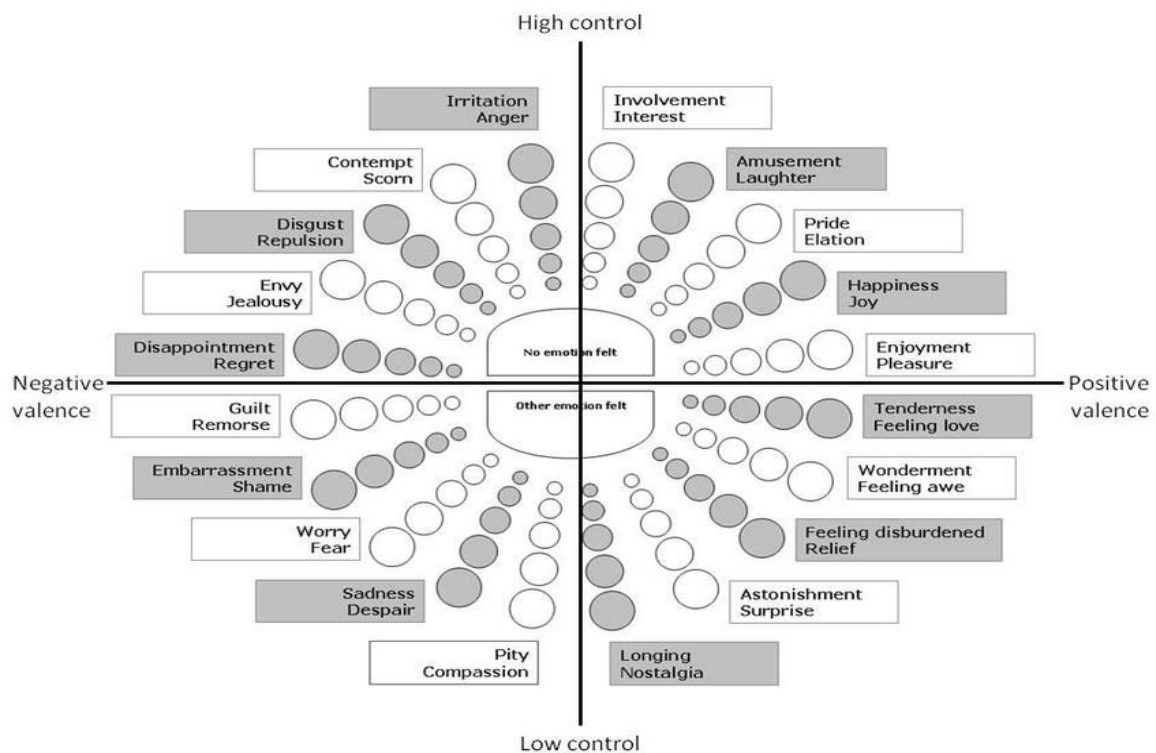 High control
Irritation
Anger
Involvement
Interest
Contempt
Scorn
Amusement
Laughter
Disgust
Repulsion
Pride
Elation
Envy
Jealousy
Happiness
Joy
Disappointment
Regret
No emotion felt
Enjoyment
Pleasure
Negative
valence
Positive
valence
Guilt
Remorse
Other emotion felt
Tenderness
Feeling love
Embarrassment
Shame
Wonderment
Feeling awe
Worry
Fear
Feeling disburdened
Relief
Sadness
Despair
Astonishment
Surprise
Pity
Compassion
Longing
Nostalgia
Low control